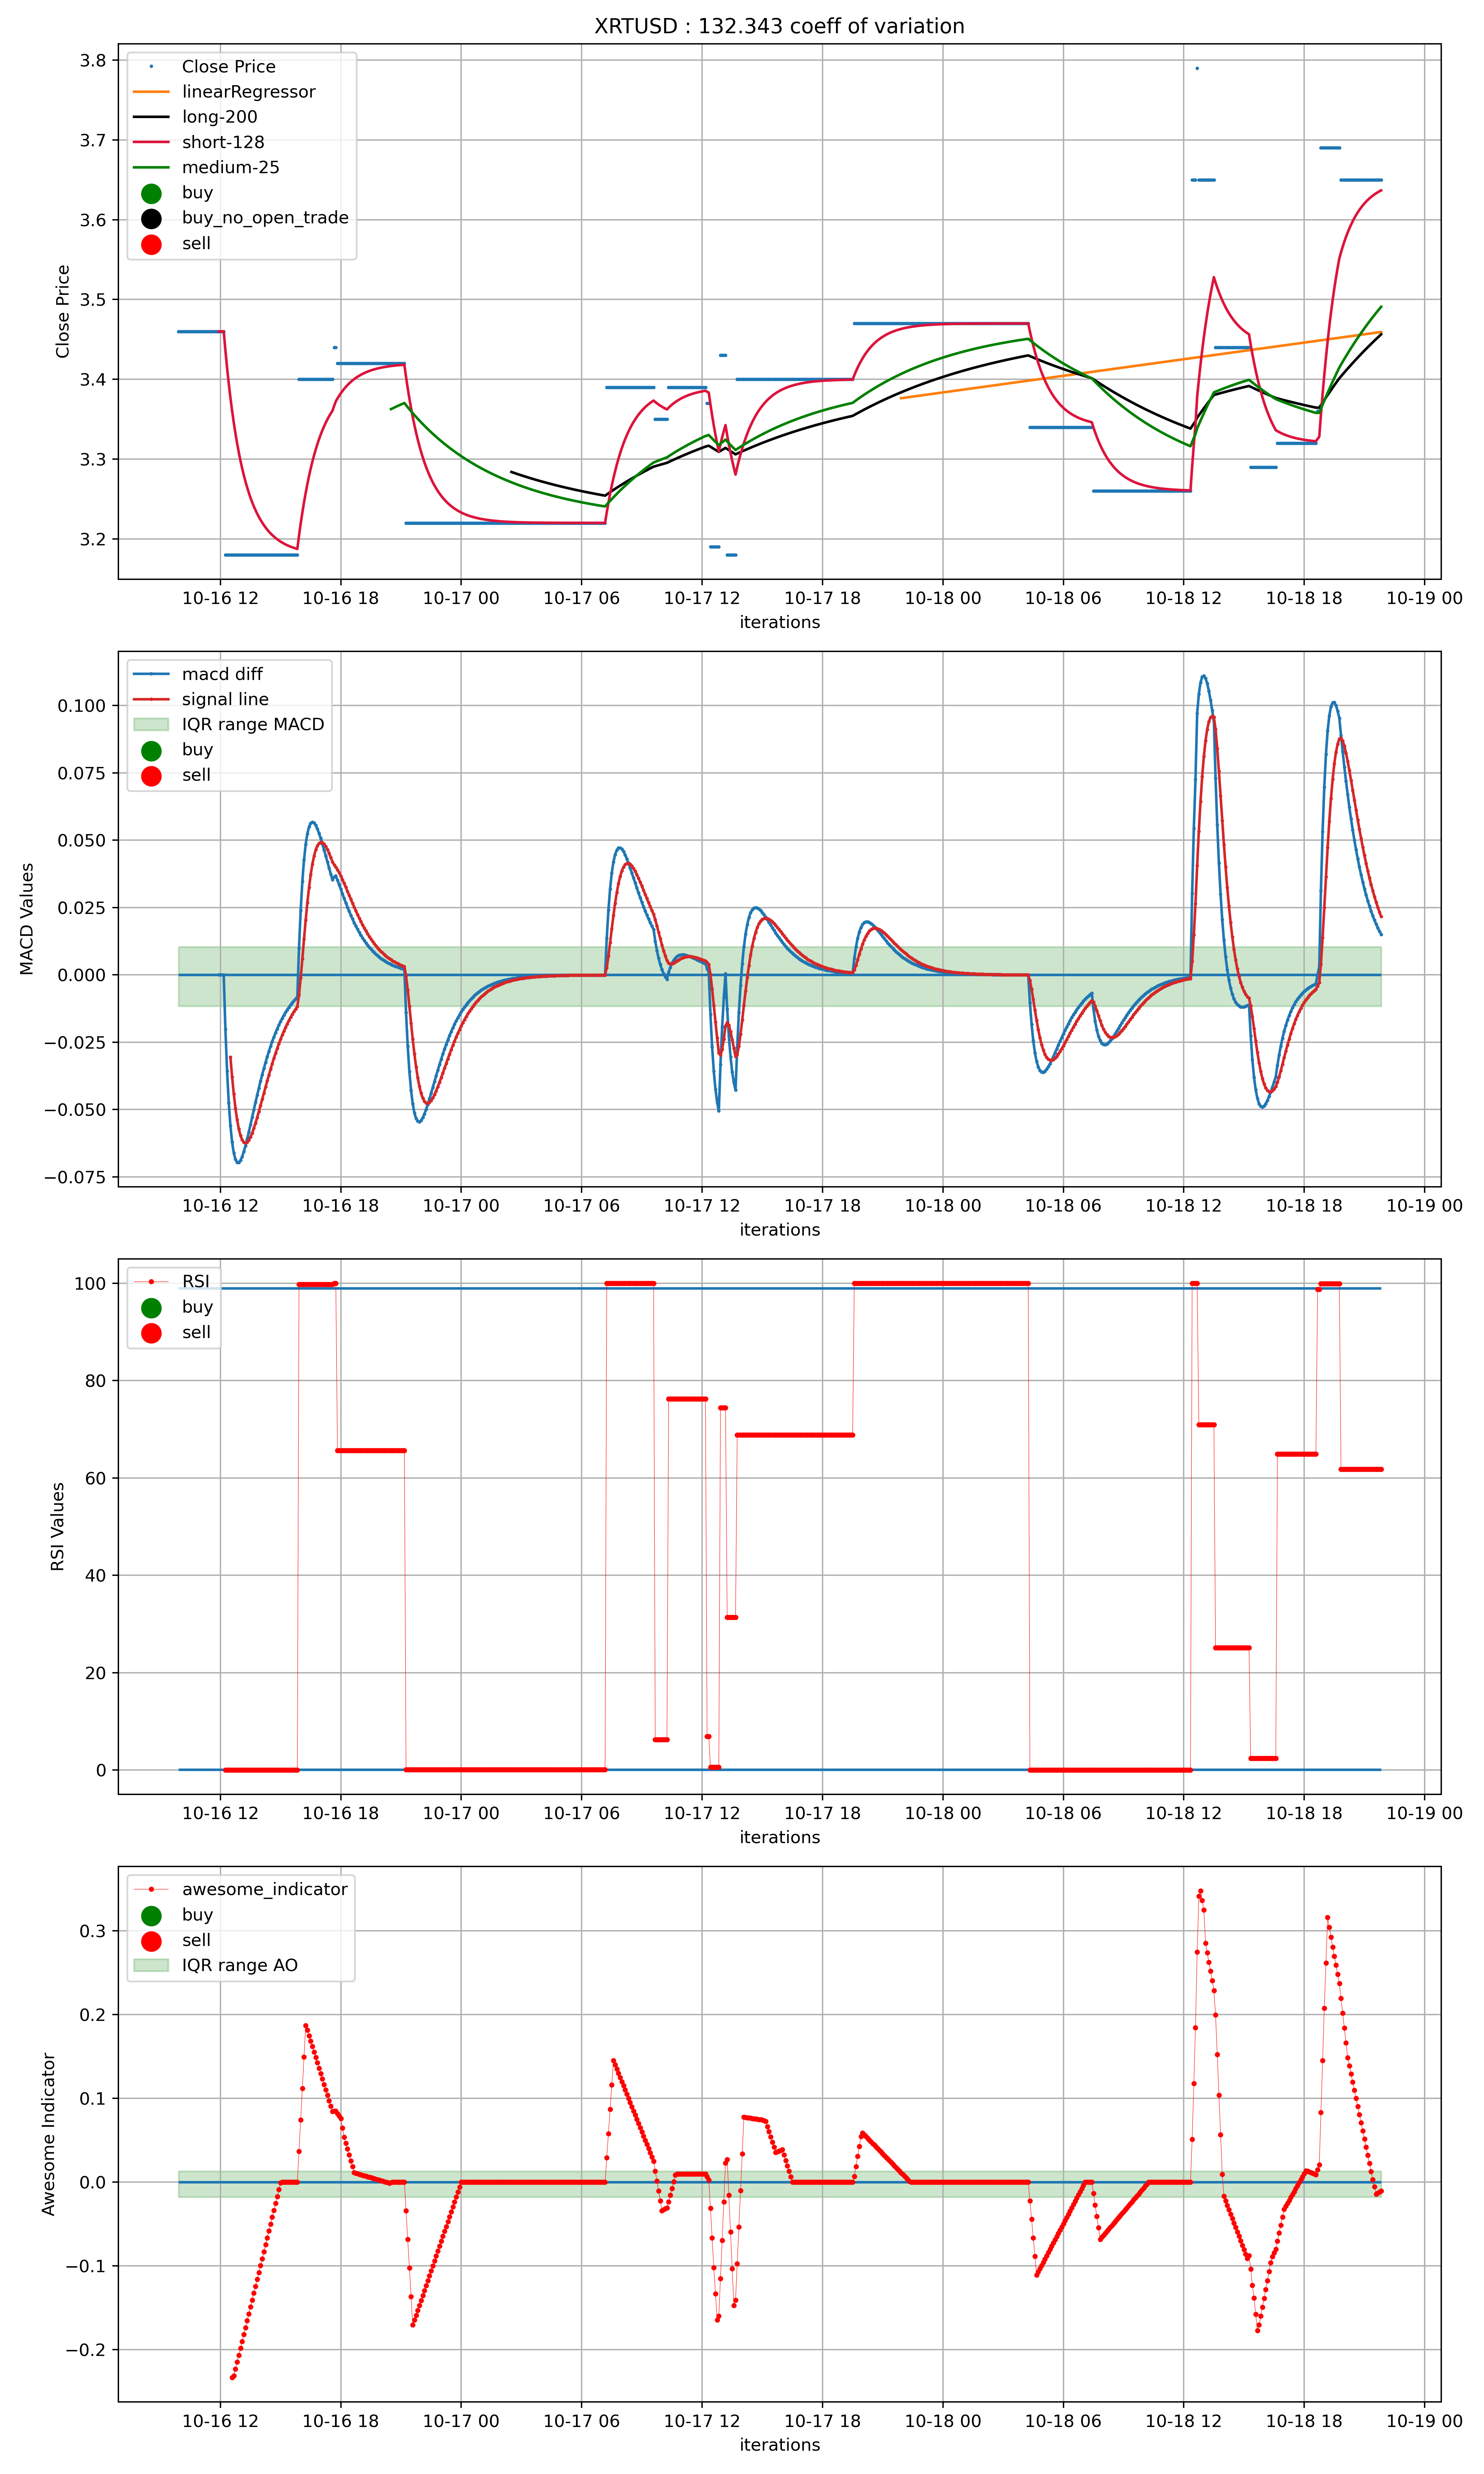 XRTUSD : 132.343 coeff of variation
Close Price
linearRegressor
long-200
short-128
medium-25
buy
buy_no_open_trade
sell
3.8
3.7
3.6
3.5
3.4
3.3
3.2
Close Price
10-16 12 10-16 18 10-17 00 10-17 06 10-17 12 10-17 18 10-18 00 10-18 06 10-18 12 10-18 18 10-19 00
iterations
macd diff
signal line
IQR range MACD
buy
sell
0.100
0.075
0.050
0.025
0.000
−0.025
−0.050
−0.075
MACD Values
10-16 12 10-16 18 10-17 00 10-17 06 10-17 12 10-17 18 10-18 00 10-18 06 10-18 12 10-18 18 10-19 00
iterations
RSI
buy
sell
100
80
60
40
20
0
RSI Values
10-16 12 10-16 18 10-17 00 10-17 06 10-17 12 10-17 18 10-18 00 10-18 06 10-18 12 10-18 18 10-19 00
iterations
awesome_indicator
buy
sell
IQR range AO
0.3
0.2
0.1
0.0
−0.1
−0.2
Awesome Indicator
10-16 12 10-16 18 10-17 00 10-17 06 10-17 12 10-17 18 10-18 00 10-18 06 10-18 12 10-18 18 10-19 00
iterations